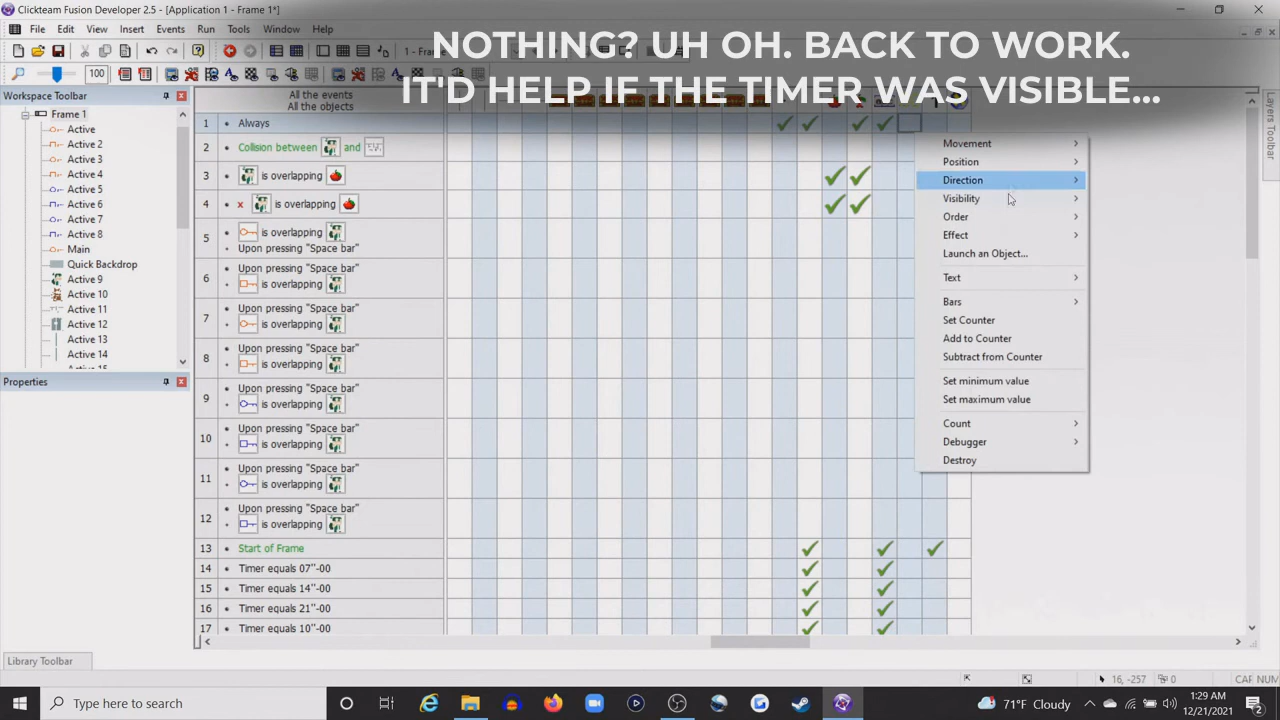 Clickteam Fusion Developer 2.5 - [Application 1 - Frame 1*]
File Edit View Insert Events Run Tools Window Help
NOTHING? UH OH. BACK TO WORK.
IT'D HELP IF THE TIMER WAS VISIBLE...
100
Workspace Toolbar
Frame 1
Active
Active 2
Active 3
Active 4
Active 5
Active 6
Active 7
Active 8
Main
Quick Backdrop
Active 9
Active 10
Active 11
Active 12
Active 13
Active 14
Properties
Library Toolbar
All the events
All the objects
1 • Always
2 • Collision between and
3 • is overlapping
4 • x is overlapping
5 • is overlapping
• Upon pressing "Space bar"
6 • Upon pressing "Space bar"
• is overlapping
7 • Upon pressing "Space bar"
• is overlapping
8 • Upon pressing "Space bar"
• is overlapping
9 • Upon pressing "Space bar"
• is overlapping
10 • Upon pressing "Space bar"
• is overlapping
11 • Upon pressing "Space bar"
• is overlapping
12 • Upon pressing "Space bar"
• is overlapping
13 • Start of Frame
14 • Timer equals 07"-00
15 • Timer equals 14"-00
16 • Timer equals 21"-00
17 • Timer equals 10"-00
Movement
Position
Direction
Visibility
Order
Effect
Launch an Object...
Text
Bars
Set Counter
Add to Counter
Subtract from Counter
Set minimum value
Set maximum value
Count
Debugger
Destroy
Layers Toolbar
16, -257
0
CAP NUM
Type here to search
71°F Cloudy
1:29 AM
12/21/2021
2